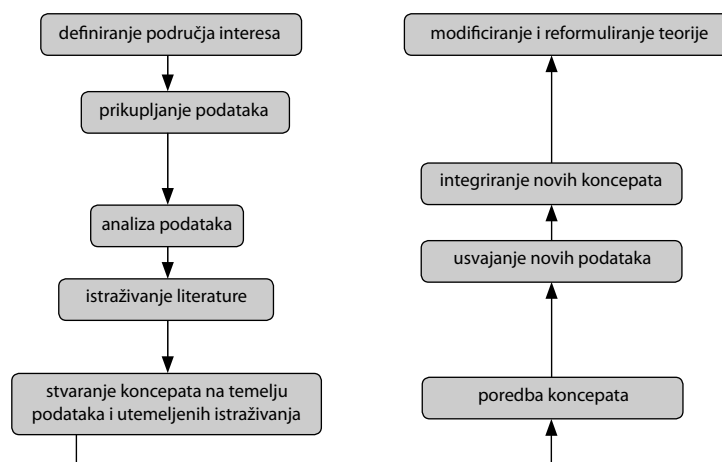 definiranje područja interesa
prikupljanje podataka
analiza podataka
istraživanje literature
stvaranje koncepata na temelju
podataka i utemeljenih istraživanja
poredba koncepata
usvajanje novih podataka
integriranje novih koncepata
modificiranje i reformuliranje teorije